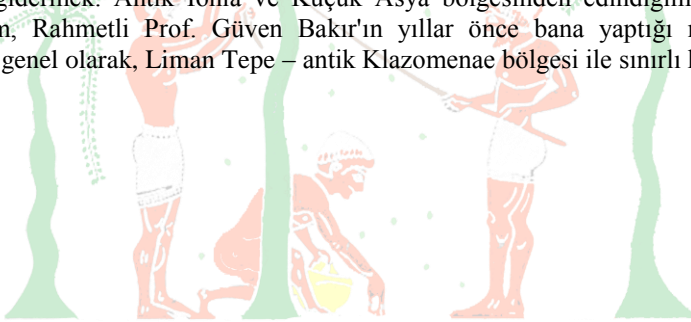 gidermek. Antik Ionia ve Küçük Asya bölgesinden
m, Rahmetli Prof. Güven Bakır'ın yıllar önce bana yaptığı
genel olarak, Liman Tepe – antik Klazomenae bölgesi ile sınırlı